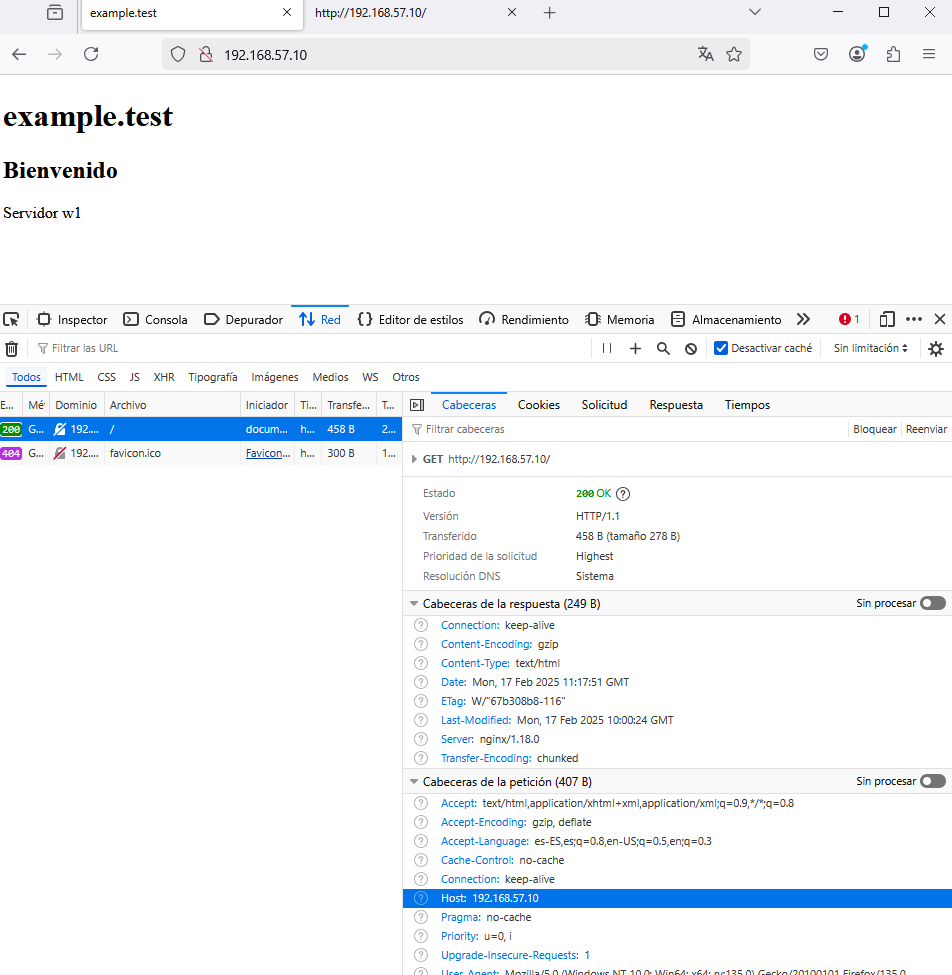 example.test
http://192.168.57.10/
192.168.57.10
example.test
Bienvenido
Servidor w1
Inspector Consola Depurador Red Editor de estilos Rendimiento Memoria Almacenamiento 1
Filtrar las URL Desactivar caché Sin limitación
Todos HTML CSS JS XHR Tipografía Imágenes Medios WS Otros
E... Mé Dominio Archivo Iniciador Ti... Transfe... T...
200 G... 192.... / docum... h... 458 B 2...
404 G... 192.... favicon.ico Favicon... h... 300 B 1...
Cabeceras Cookies Solicitud Respuesta Tiempos
Filtrar cabeceras Bloquear Reenviar
GET http://192.168.57.10/
Estado 200 OK ?
Versión HTTP/1.1
Transferido 458 B (tamaño 278 B)
Prioridad de la solicitud Highest
Resolución DNS Sistema
Cabeceras de la respuesta (249 B) Sin procesar
? Connection: keep-alive
? Content-Encoding: gzip
? Content-Type: text/html
? Date: Mon, 17 Feb 2025 11:17:51 GMT
? ETag: W/"67b308b8-116"
? Last-Modified: Mon, 17 Feb 2025 10:00:24 GMT
? Server: nginx/1.18.0
? Transfer-Encoding: chunked
Cabeceras de la petición (407 B) Sin procesar
? Accept: text/html,application/xhtml+xml,application/xml;q=0.9,*/*;q=0.8
? Accept-Encoding: gzip, deflate
? Accept-Language: es-ES,es;q=0.8,en-US;q=0.5,en;q=0.3
? Cache-Control: no-cache
? Connection: keep-alive
? Host: 192.168.57.10
? Pragma: no-cache
? Priority: u=0, i
? Upgrade-Insecure-Requests: 1
? User-Agent: Mozilla/5.0 (Windows NT 10.0; Win64; x64; rv:135.0) Gecko/20100101 Firefox/135.0